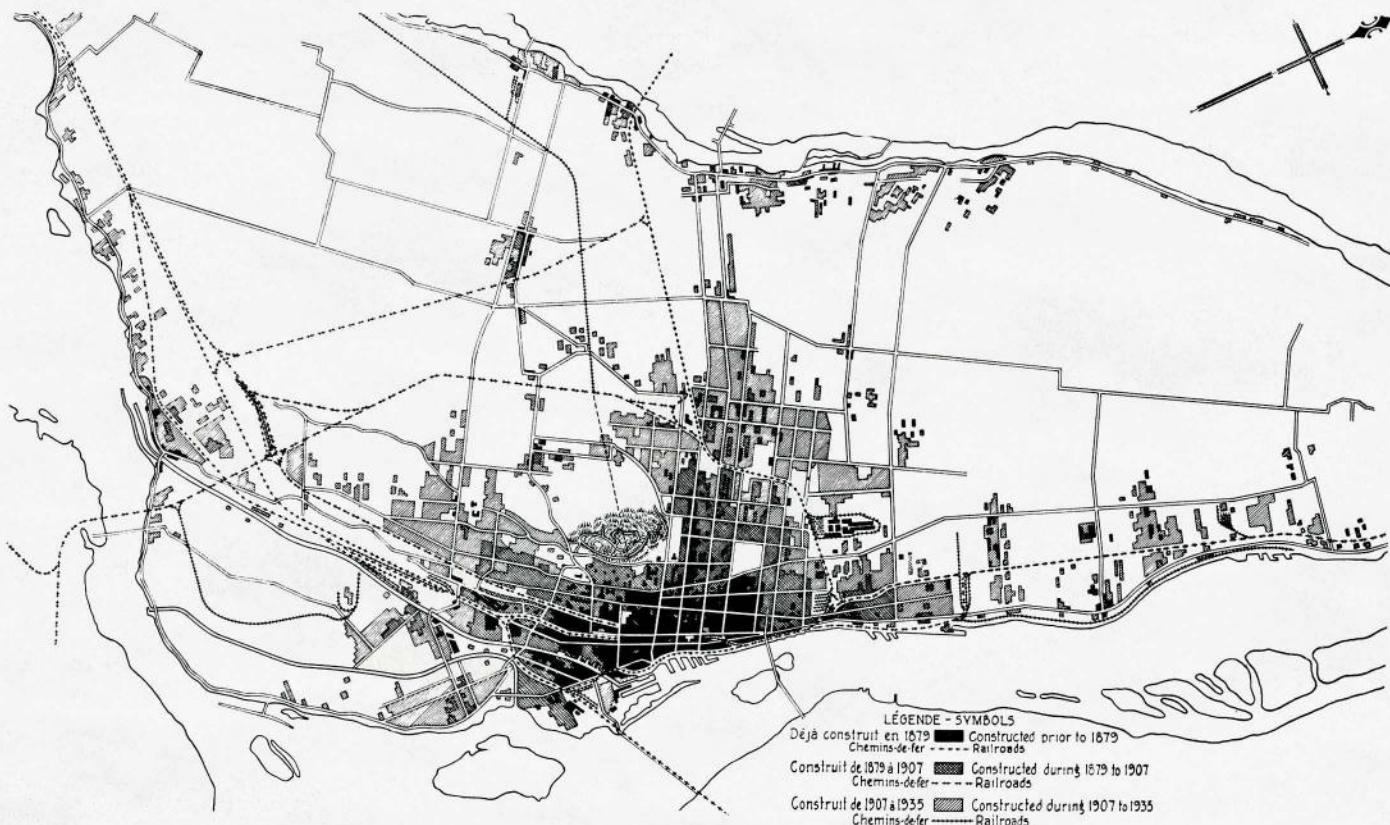 LÉGENDE - SYMBOLS
Déjà construit en 1879 Constructed prior to 1879
Chemins-de-fer Railroads
Construit de 1879 à 1907 Constructed during 1879 to 1907
Chemins-de-fer Railroads
Construit de 1907 à 1935 Constructed during 1907 to 1935
Chemins-de-fer Railroads